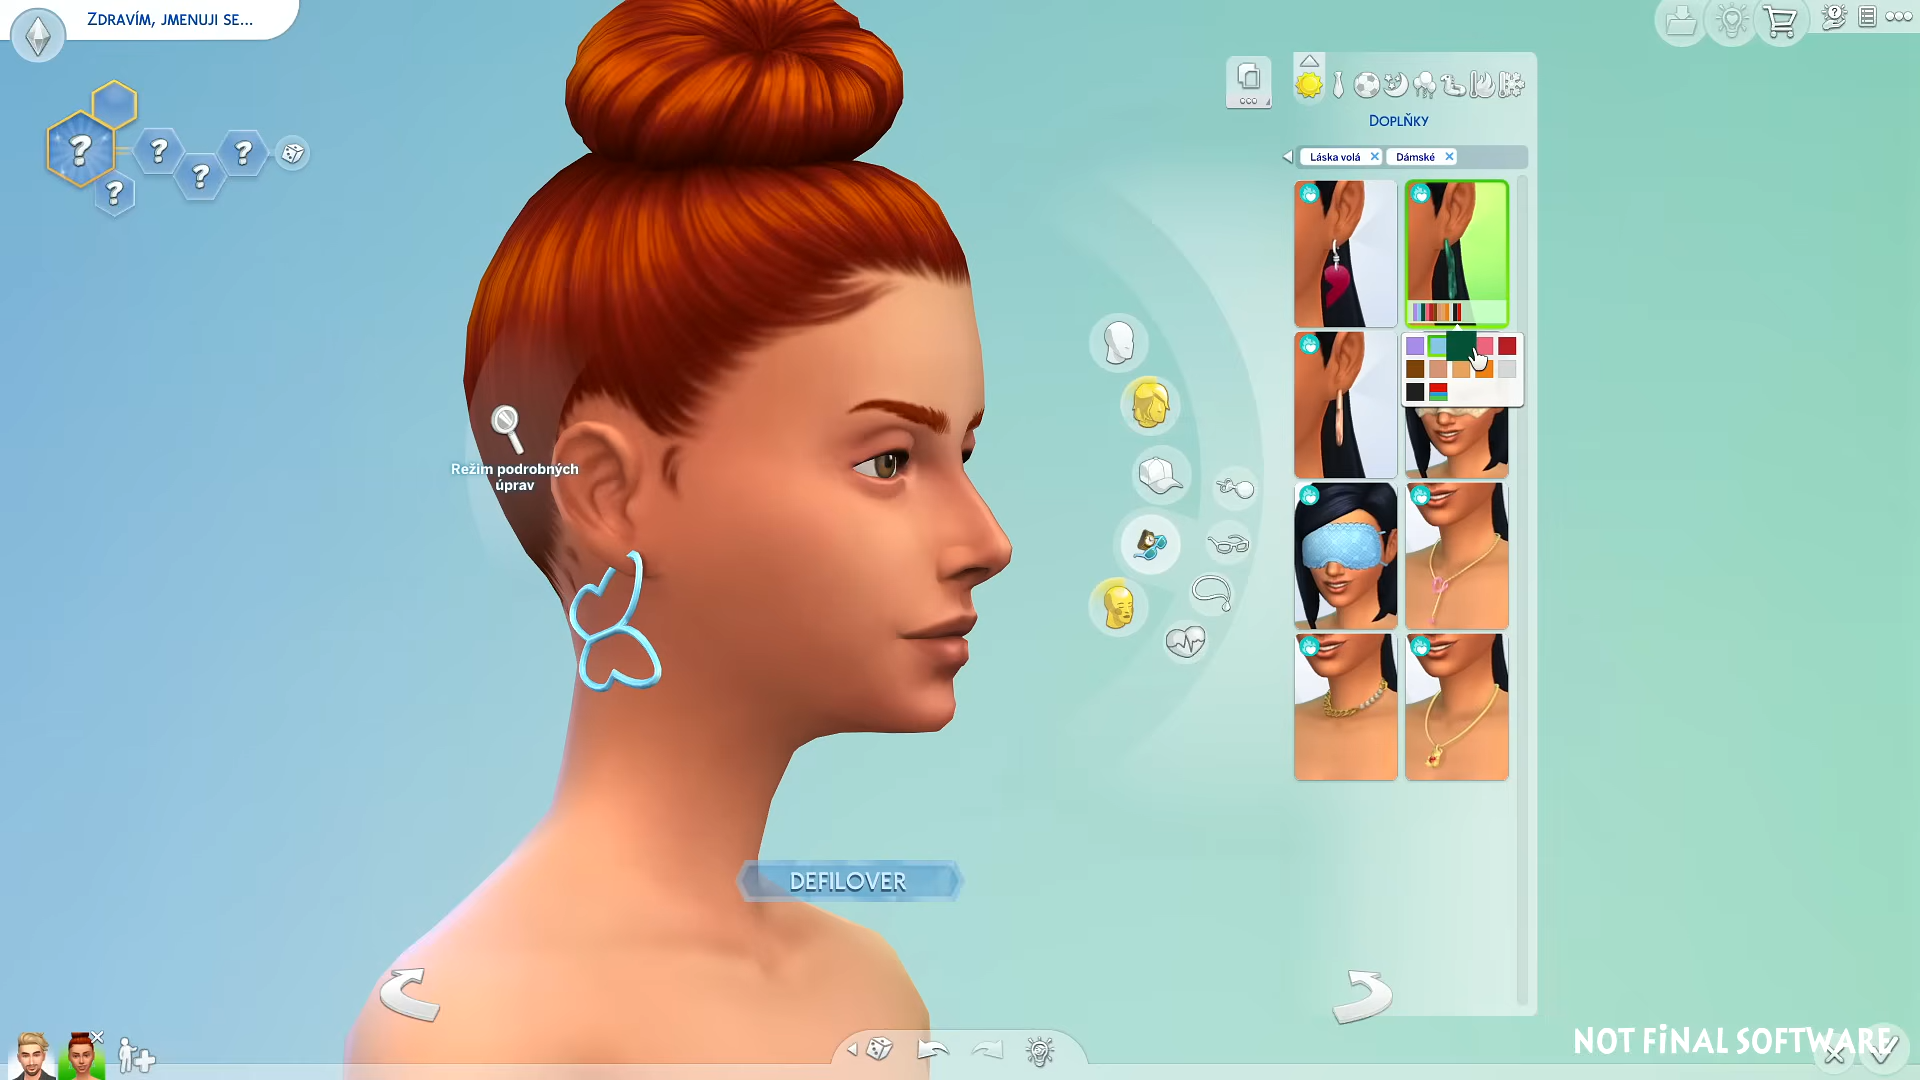 Zdravím, jmenuji se...
Doplňky
Láska volá
Dámské
Režim podrobných
úprav
DEFILOVER
NOT FiNAL SOFTWARE